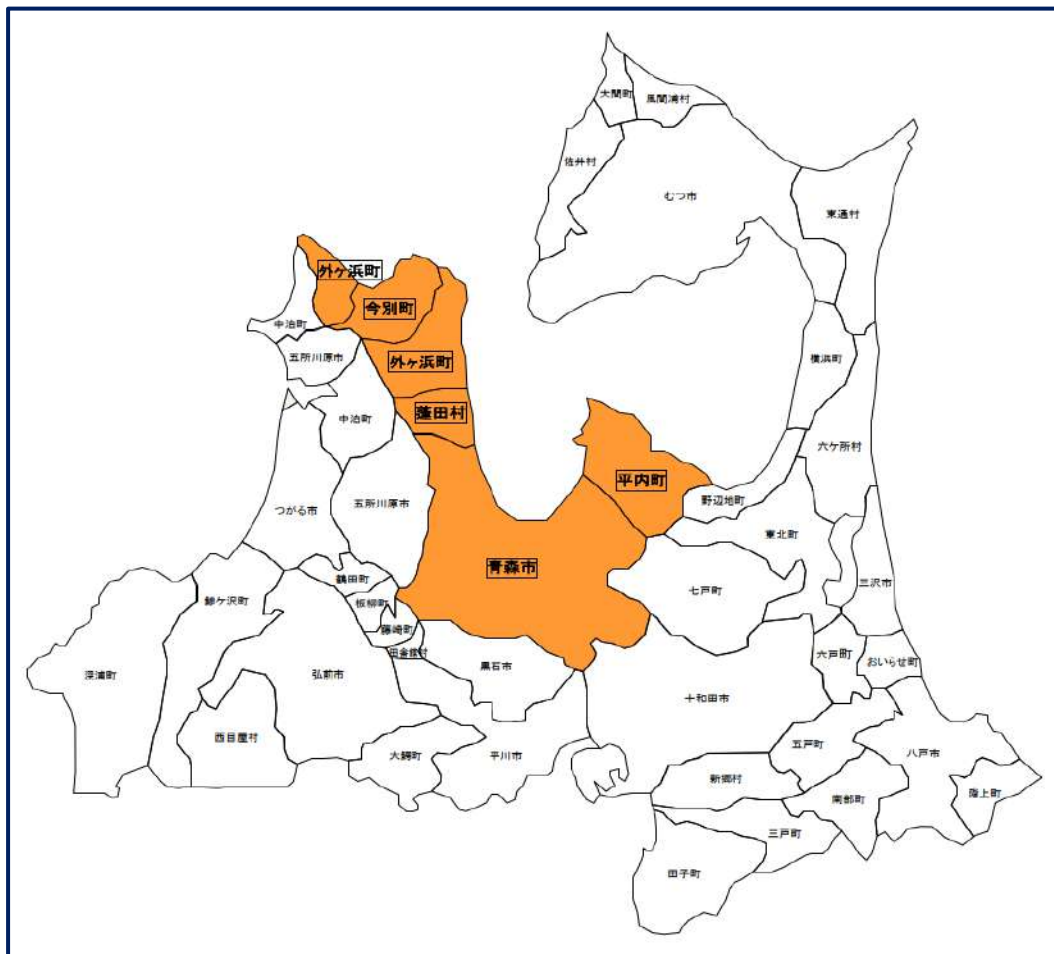 大間町
風間浦村
佐井村
むつ市
東通村
外ヶ浜町
今別町
中泊町
五所川原市
外ヶ浜町
横浜町
蓬田村
中泊町
六ケ所村
平内町
野辺地町
つがる市
五所川原市
東北町
青森市
三沢市
鶴田町
七戸町
鯵ケ沢町
板柳町
藤崎町
田舎館村
黒石市
六戸町
おいらせ町
深浦町
弘前市
十和田市
西目屋村
大鰐町
平川市
五戸町
八戸市
新郷村
南部町
階上町
三戸町
田子町